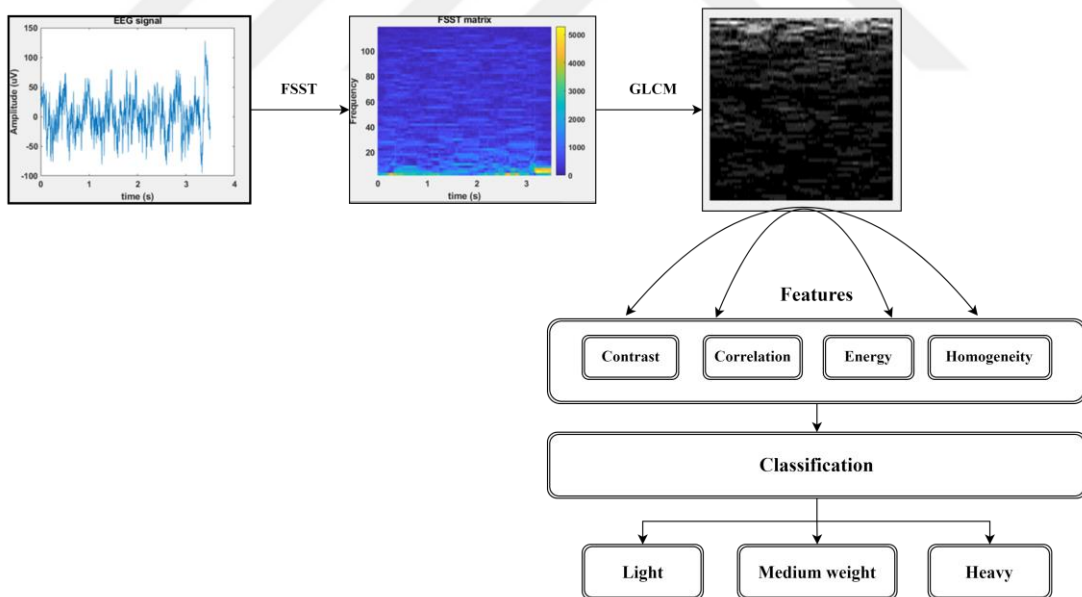 EEG signal
Amplitude (uV)
150
100
50
0
-50
-100
0 1 2 3 4
time (s)
FSST
FSST matrix
Frequency
100
80
60
40
20
0 1 2 3
time (s)
5000
4000
3000
2000
1000
0
GLCM
Features
Contrast Correlation Energy Homogeneity
Classification
Light Medium weight Heavy